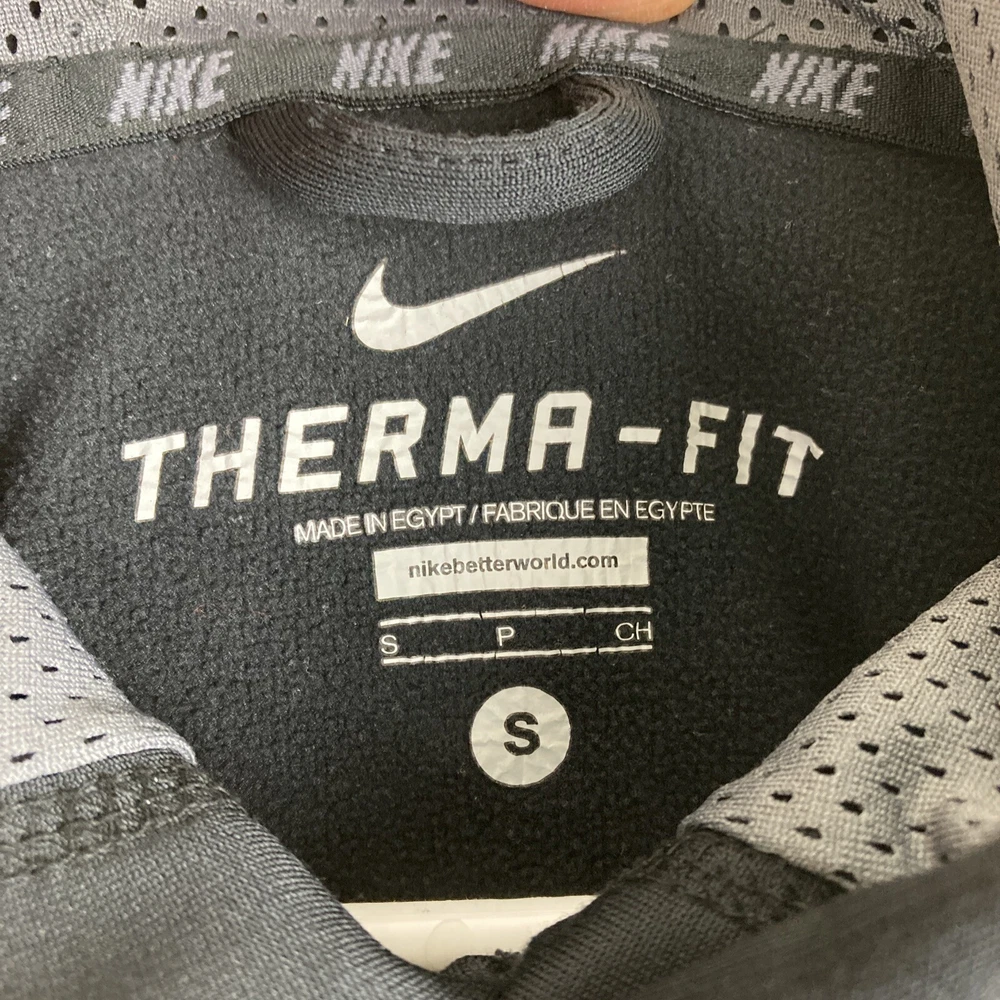 NIKE NIKE NIKE NIKE
THERMA-FIT
MADE IN EGYPT / FABRIQUE EN EGYPTE
nikebetterworld.com
S P CH
S